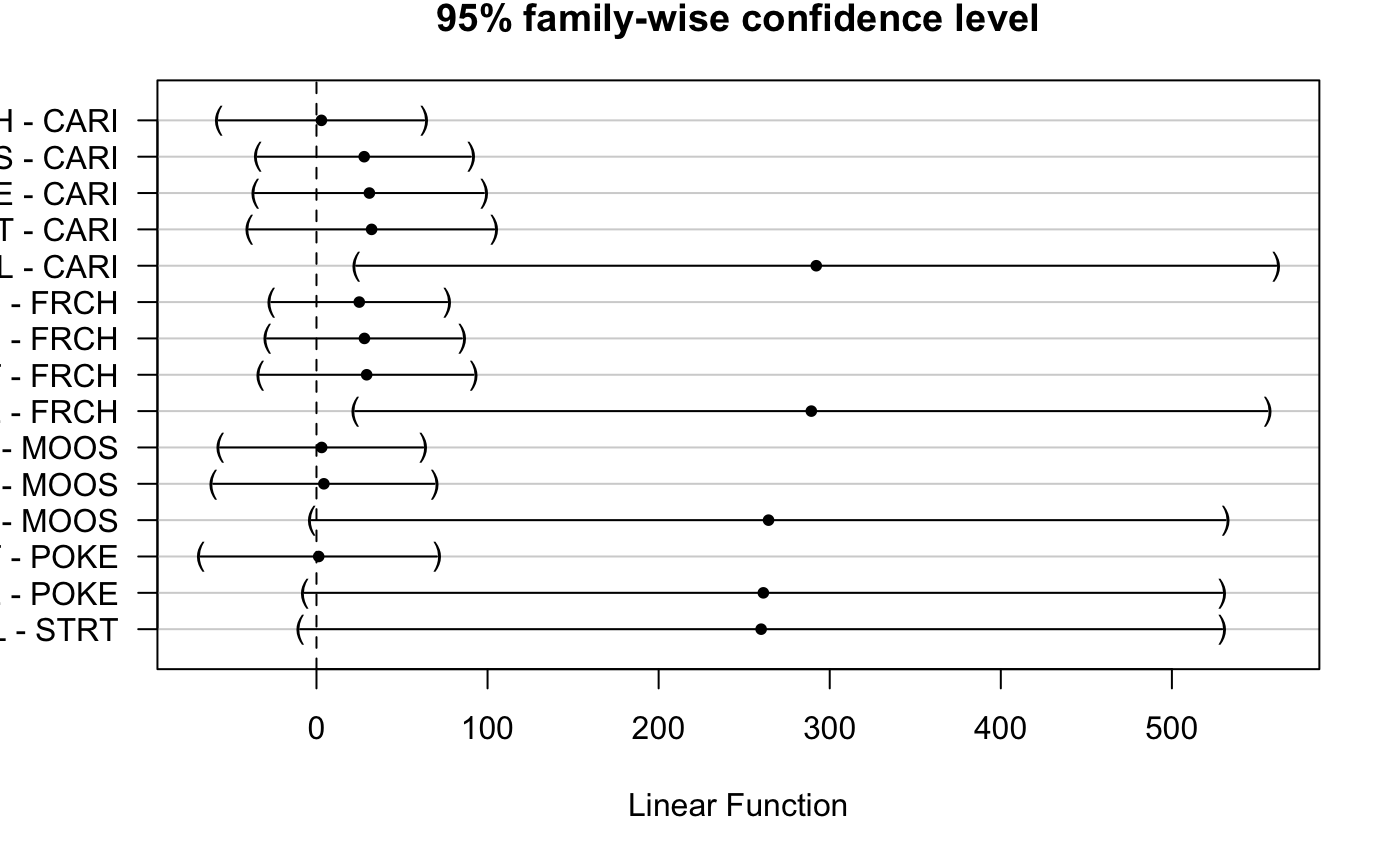 95% family-wise confidence level
H - CARI
S - CARI
E - CARI
T - CARI
L - CARI
- FRCH
- FRCH
- FRCH
- FRCH
- MOOS
- MOOS
- MOOS
- POKE
- POKE
L - STRT
0 100 200 300 400 500
Linear Function